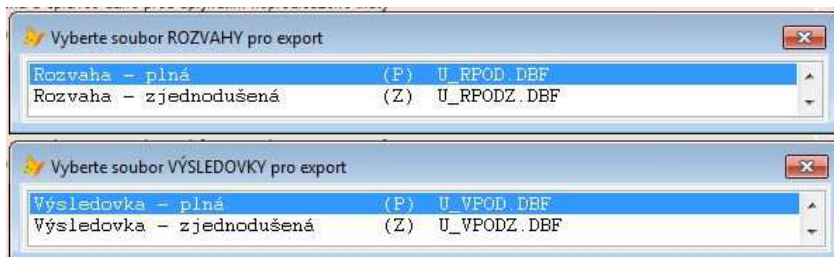 Vyberte soubor ROZVAHY pro export
Rozvaha – plná (P) U_RPOD.DBF
Rozvaha – zjednodušená (Z) U_RPODZ.DBF
Vyberte soubor VÝSLEDOVKY pro export
Výsledovka – plná (P) U_VPOD.DBF
Výsledovka – zjednodušená (Z) U_VPODZ.DBF